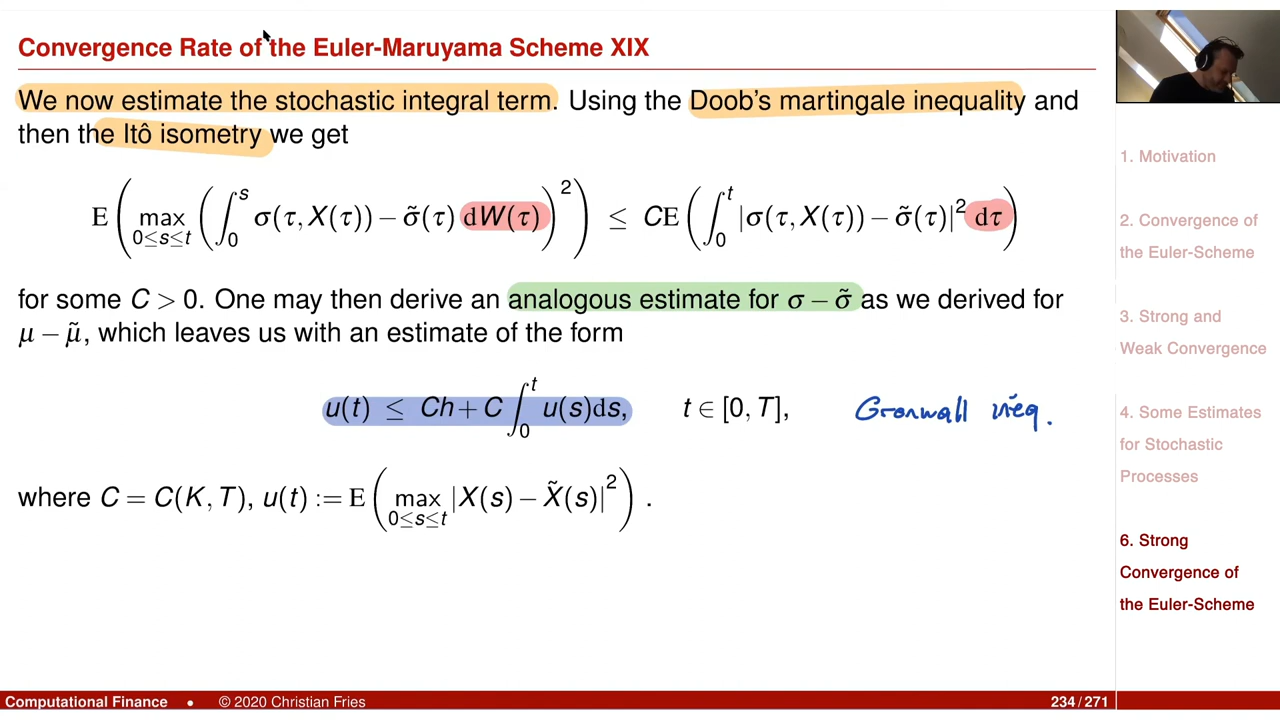 Convergence Rate of the Euler-Maruyama Scheme XIX
We now estimate the stochastic integral term. Using the Doob's martingale inequality and
then the Itô isometry we get
E( max_{0≤s≤t} ( ∫_0^s σ(τ,X(τ)) − σ̃(τ) dW(τ) )^2 ) ≤ CE( ∫_0^t |σ(τ,X(τ)) − σ̃(τ)|^2 dτ )
for some C > 0. One may then derive an analogous estimate for σ − σ̃ as we derived for
μ − μ̃, which leaves us with an estimate of the form
u(t) ≤ Ch + C ∫_0^t u(s)ds, t ∈ [0, T], Gronwall ineq.
where C = C(K, T), u(t) := E( max_{0≤s≤t} |X(s) − X̃(s)|^2 ) .
1. Motivation
2. Convergence of
the Euler-Scheme
3. Strong and
Weak Convergence
4. Some Estimates
for Stochastic
Processes
6. Strong
Convergence of
the Euler-Scheme
Computational Finance • © 2020 Christian Fries 234 / 271